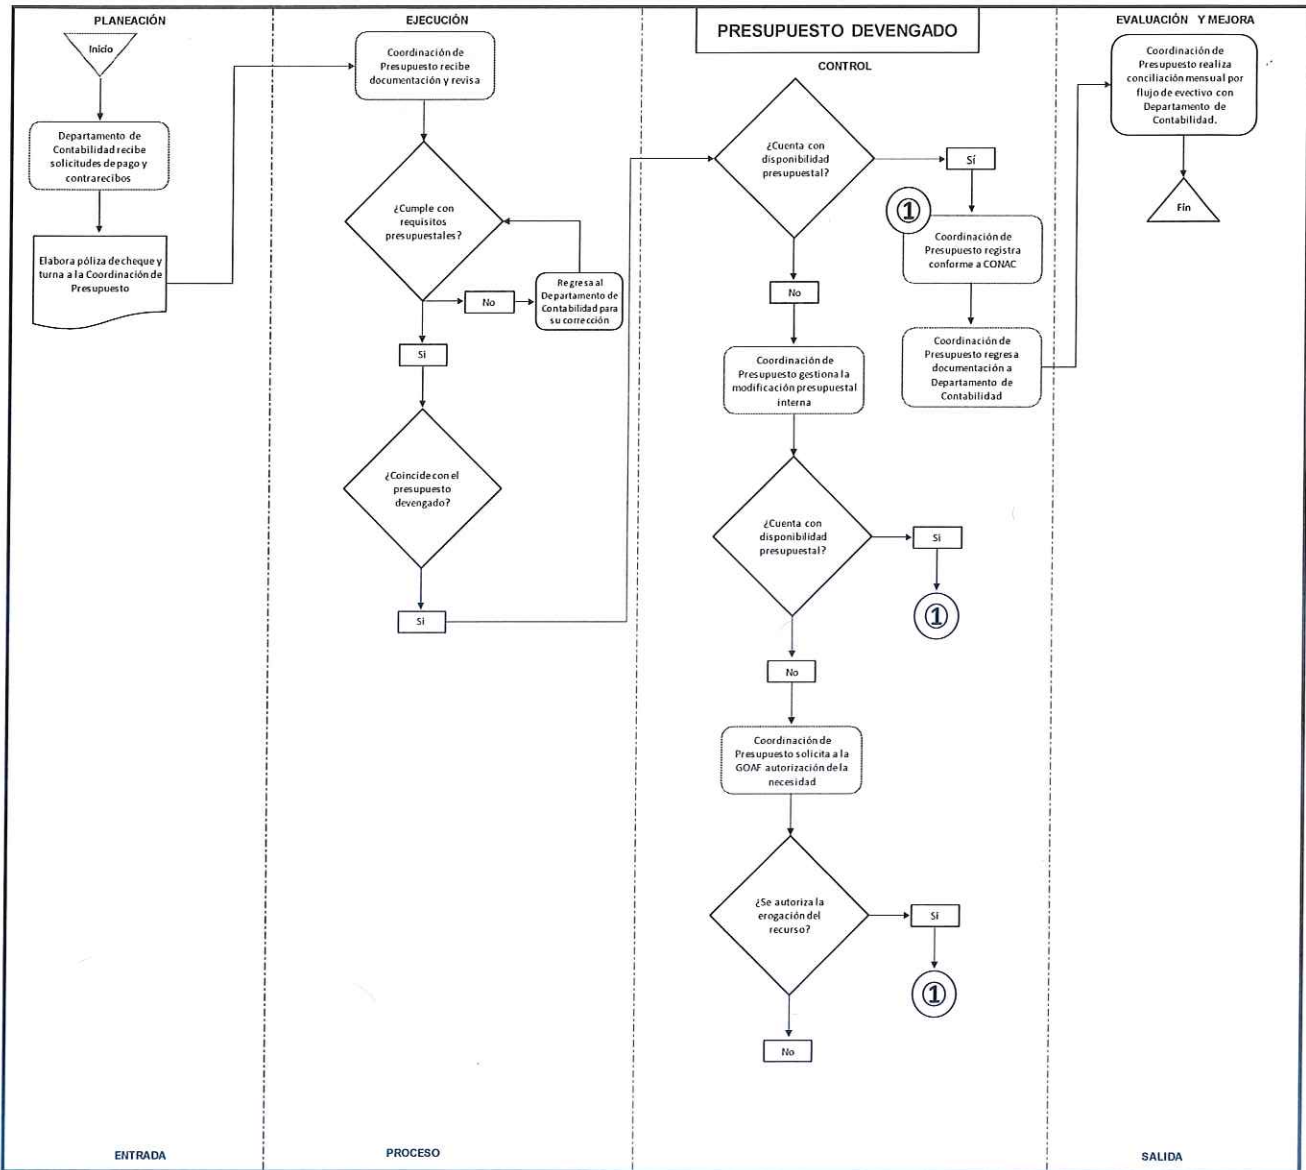 PRESUPUESTO DEVENGADO
PLANEACIÓN
Inicio
Departamento de
Contabilidad recibe
solicitudes de pago y
contrarecibos
Elabora póliza de cheque y
turna a la Coordinación de
Presupuesto
ENTRADA
EJECUCIÓN
Coordinación de
Presupuesto recibe
documentación y revisa
¿Cumple con
requisitos
presupuestales?
No
Regresa al
Departamento de
Contabilidad para
su corrección
Si
¿Coincide con el
presupuesto
devengado?
Si
PROCESO
CONTROL
¿Cuenta con
disponibilidad
presupuestal?
Sí
1
Coordinación de
Presupuesto registra
conforme a CONAC
Coordinación de
Presupuesto regresa
documentación a
Departamento de
Contabilidad
No
Coordinación de
Presupuesto gestiona la
modificación presupuestal
interna
¿Cuenta con
disponibilidad
presupuestal?
Si
1
No
Coordinación de
Presupuesto solicita a la
GOAF autorización de la
necesidad
¿Se autoriza la
erogación del
recurso?
Sí
1
No
EVALUACIÓN Y MEJORA
Coordinación de
Presupuesto realiza
conciliación mensual por
flujo de evectivo con
Departamento de
Contabilidad.
Fin
SALIDA